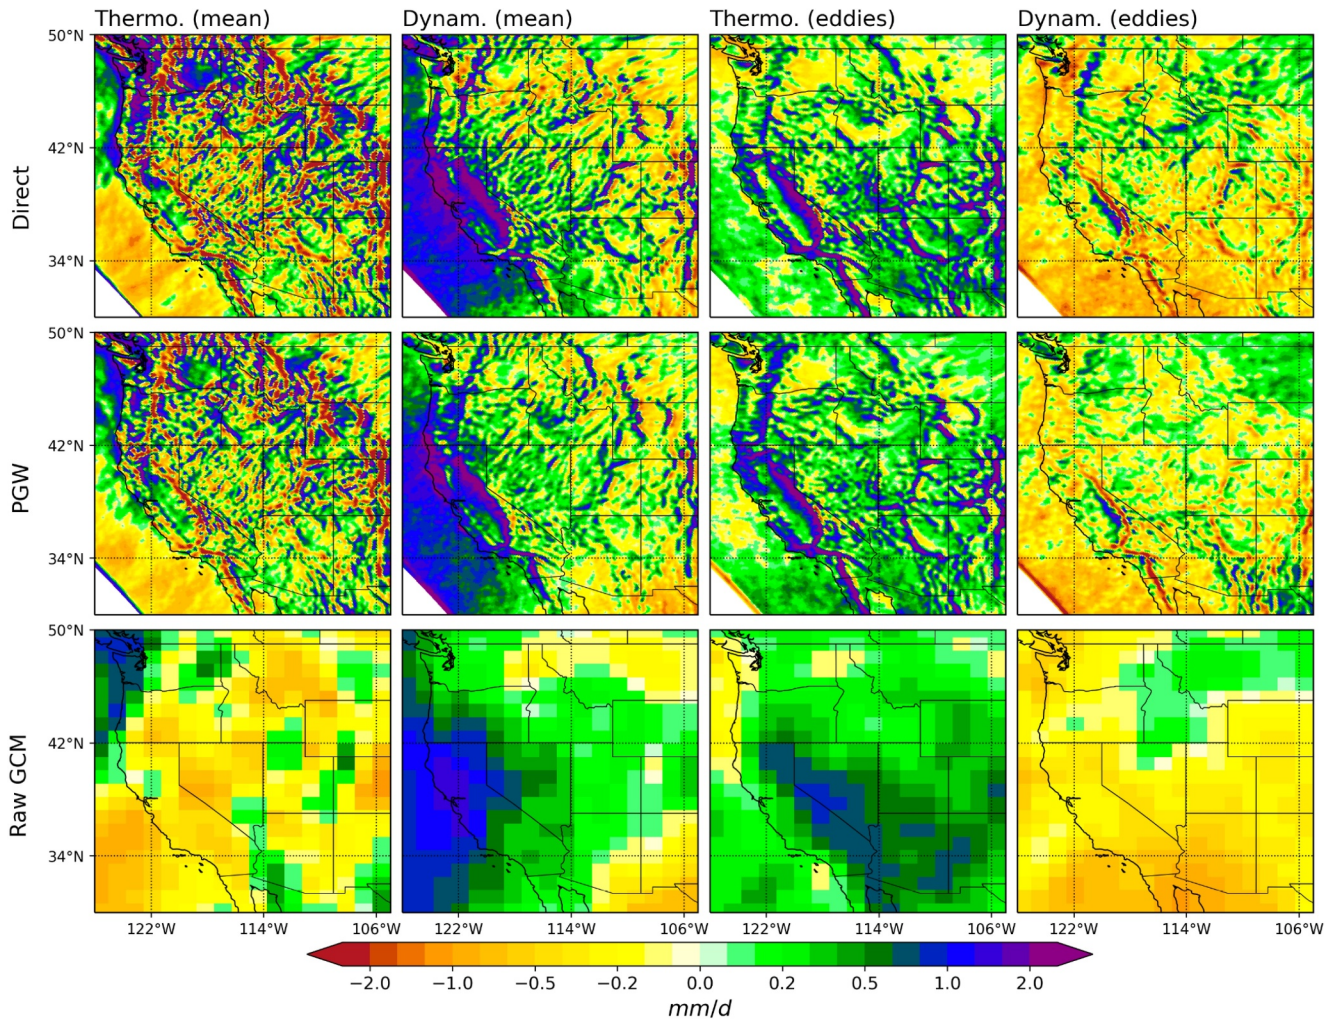 Thermo. (mean) Dynam. (mean) Thermo. (eddies) Dynam. (eddies)
50°N
42°N
34°N
Direct
50°N
42°N
34°N
PGW
50°N
42°N
34°N
Raw GCM
122°W 114°W 106°W 122°W 114°W 106°W 122°W 114°W 106°W 122°W 114°W 106°W
−2.0 −1.0 −0.5 −0.2 0.0 0.2 0.5 1.0 2.0
mm/d